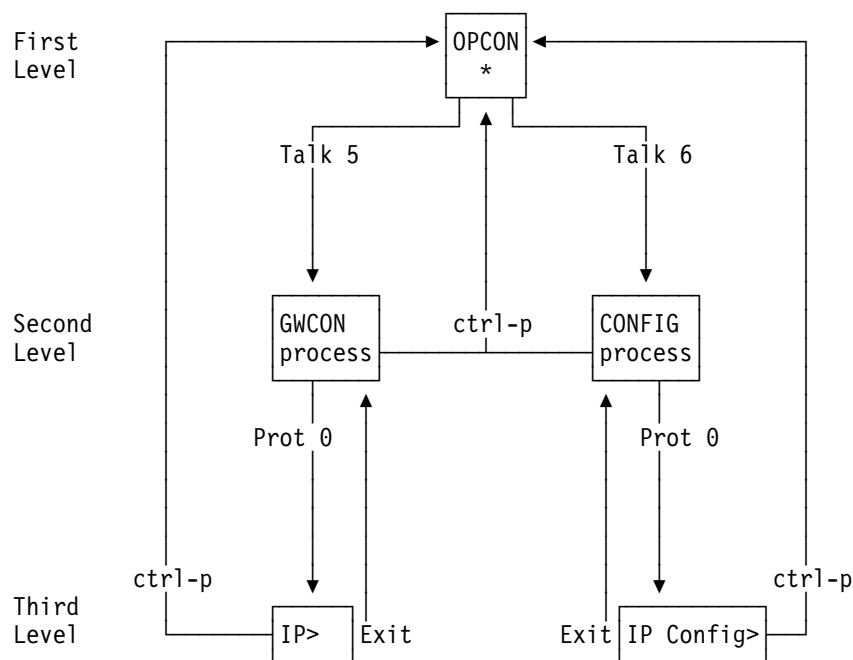 First
Level
OPCON
*
Talk 5
Talk 6
Second
Level
GWCON
process
ctrl-p
CONFIG
process
Prot 0
Prot 0
ctrl-p
ctrl-p
Third
Level
IP>
Exit
Exit
IP Config>